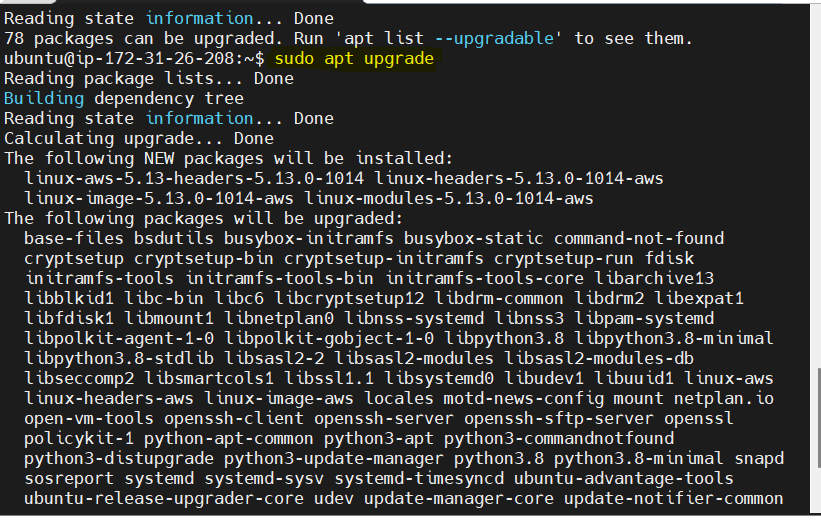 Reading state information... Done
78 packages can be upgraded. Run 'apt list --upgradable' to see them.
ubuntu@ip-172-31-26-208:~$ sudo apt upgrade
Reading package lists... Done
Building dependency tree
Reading state information... Done
Calculating upgrade... Done
The following NEW packages will be installed:
  linux-aws-5.13-headers-5.13.0-1014 linux-headers-5.13.0-1014-aws
  linux-image-5.13.0-1014-aws linux-modules-5.13.0-1014-aws
The following packages will be upgraded:
  base-files bsdutils busybox-initramfs busybox-static command-not-found
  cryptsetup cryptsetup-bin cryptsetup-initramfs cryptsetup-run fdisk
  initramfs-tools initramfs-tools-bin initramfs-tools-core libarchive13
  libblkid1 libc-bin libc6 libcryptsetup12 libdrm-common libdrm2 libexpat1
  libfdisk1 libmount1 libnetplan0 libnss-systemd libnss3 libpam-systemd
  libpolkit-agent-1-0 libpolkit-gobject-1-0 libpython3.8 libpython3.8-minimal
  libpython3.8-stdlib libsasl2-2 libsasl2-modules libsasl2-modules-db
  libseccomp2 libsmartcols1 libssl1.1 libsystemd0 libudev1 libuuid1 linux-aws
  linux-headers-aws linux-image-aws locales motd-news-config mount netplan.io
  open-vm-tools openssh-client openssh-server openssh-sftp-server openssl
  policykit-1 python-apt-common python3-apt python3-commandnotfound
  python3-distupgrade python3-update-manager python3.8 python3.8-minimal snapd
  sosreport systemd systemd-sysv systemd-timesyncd ubuntu-advantage-tools
  ubuntu-release-upgrader-core udev update-manager-core update-notifier-common